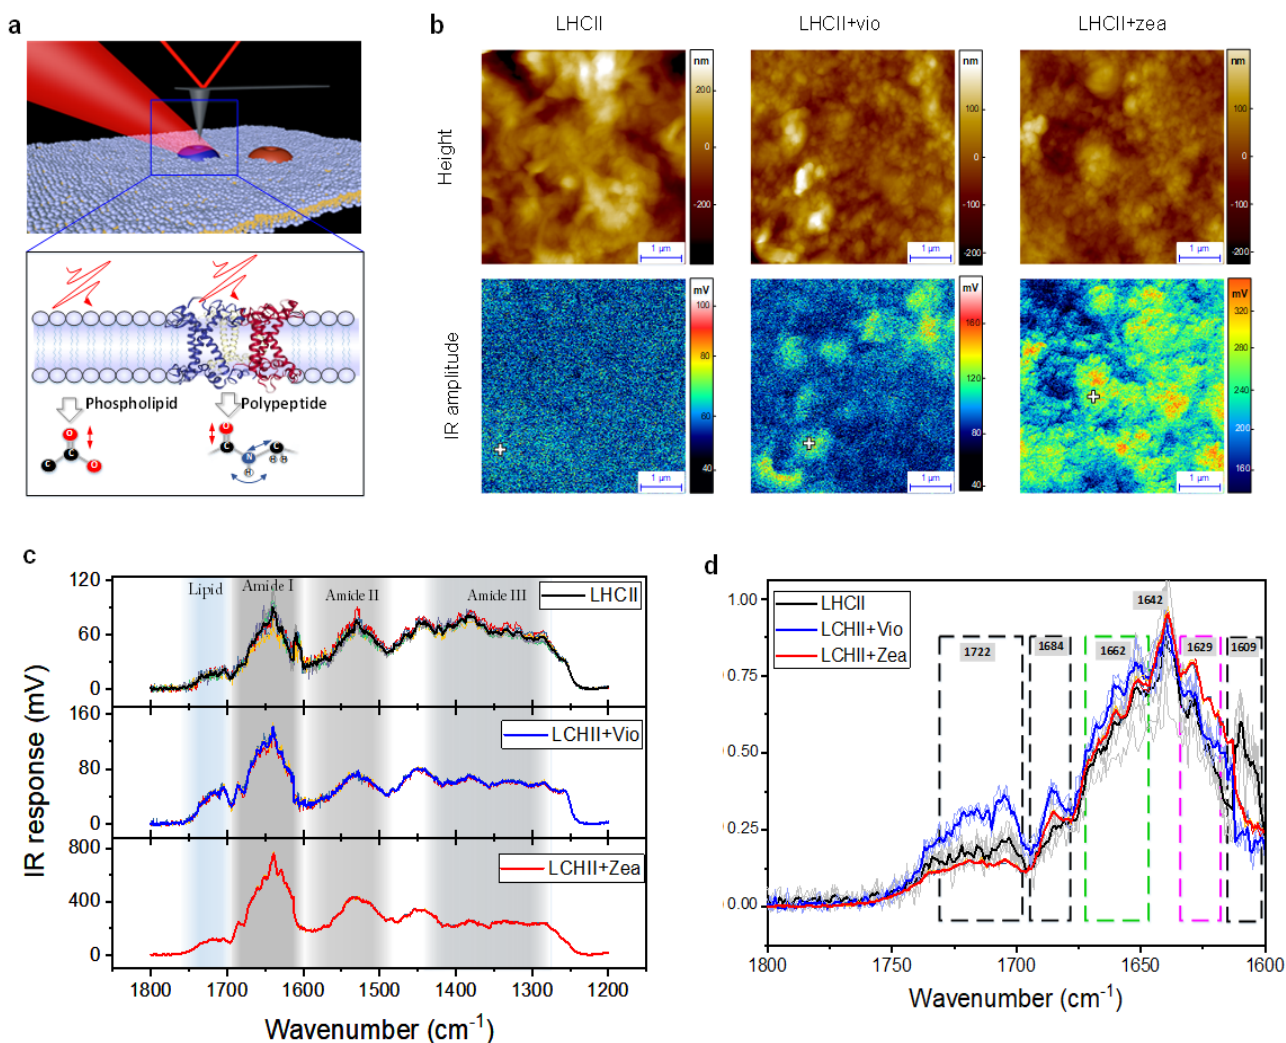 a
Phospholipid
Polypeptide
O
C
O
O
C
N
H
C
H H
b
LHCII
LHCII+vio
LHCII+zea
Height
IR amplitude
nm
200
0
-200
1 µm
nm
100
0
-100
-200
1 µm
nm
100
0
-100
-200
1 µm
mV
100
80
60
40
1 µm
mV
160
120
80
40
1 µm
mV
320
280
240
200
160
1 µm
c
IR response (mV)
120
60
0
160
80
0
800
400
0
Lipid
Amide I
Amide II
Amide III
LHCII
LCHII+Vio
LCHII+Zea
1800 1700 1600 1500 1400 1300 1200
Wavenumber (cm-1)
d
LHCII
LCHII+Vio
LCHII+Zea
1.00
0.75
0.50
0.25
0.00
1722
1684
1662
1642
1629
1609
1800 1750 1700 1650 1600
Wavenumber (cm-1)